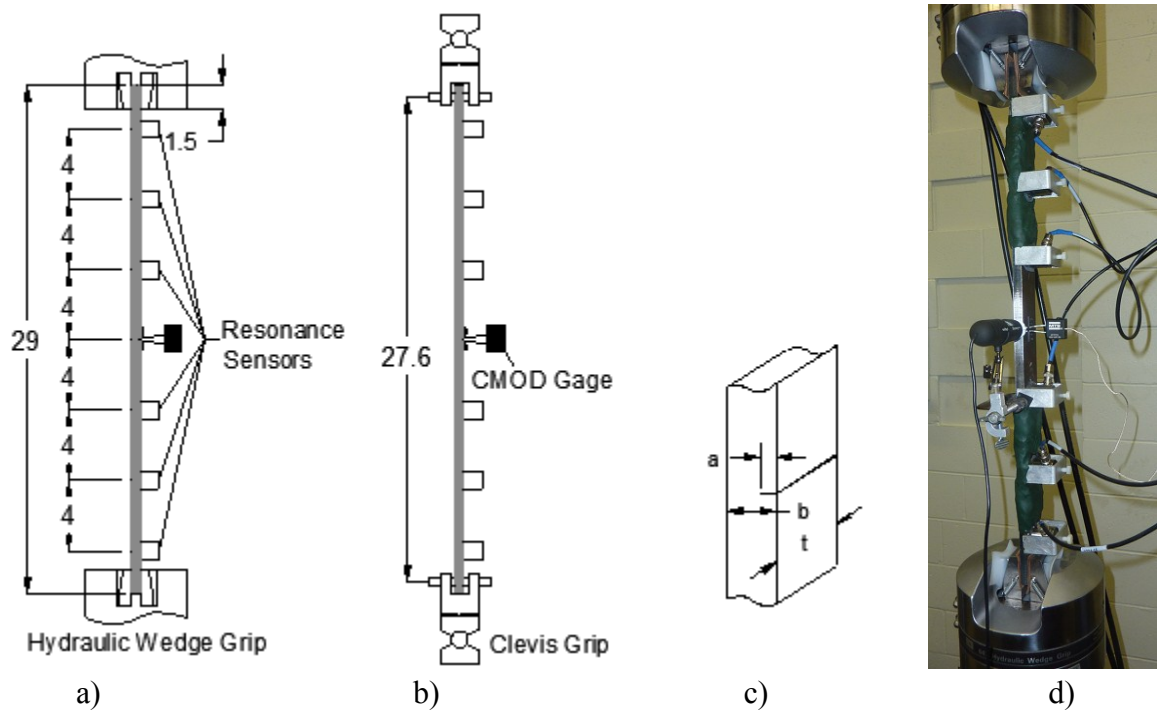 1.5
4
4
4
4
4
4
29
Resonance
Sensors
Hydraulic Wedge Grip
a)
27.6
CMOD Gage
Clevis Grip
b)
a
b
t
c)
Hydraulic Wedge Grip
d)